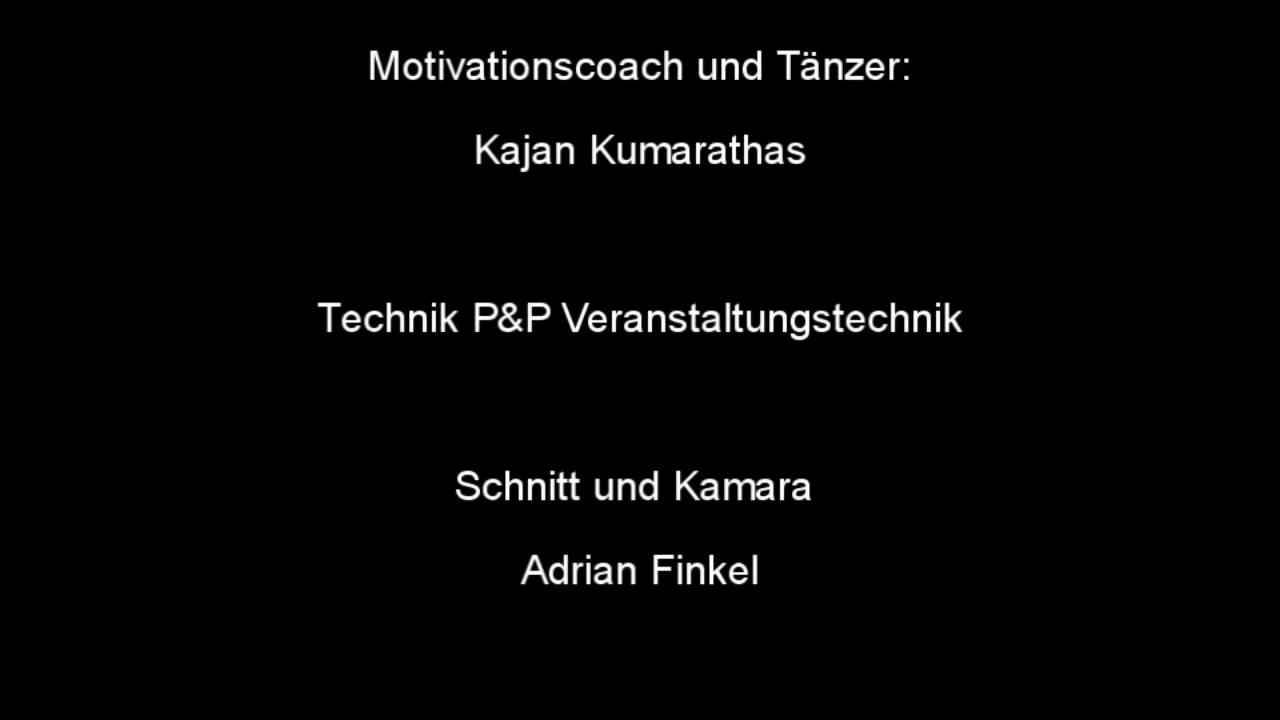 Motivationscoach und Tänzer:
Kajan Kumarathas
Technik P&P Veranstaltungstechnik
Schnitt und Kamara
Adrian Finkel